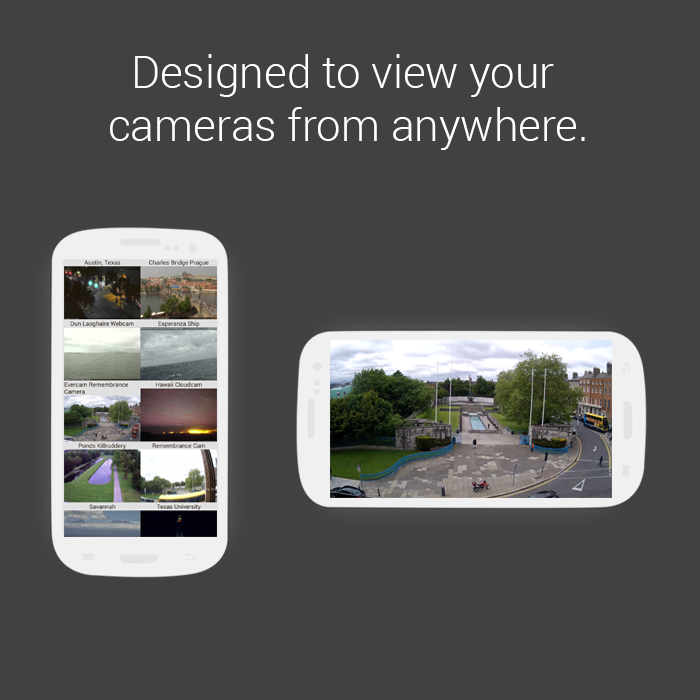 Designed to view your
cameras from anywhere.
Austin, Texas
Charles Bridge Prague
Dun Laoghaire Webcam
Esperanza Ship
Evercam Remembrance
Camera
Hawaii Cloudcam
Ponds Killruddery
Remembrance Cam
Savannah
Texas University